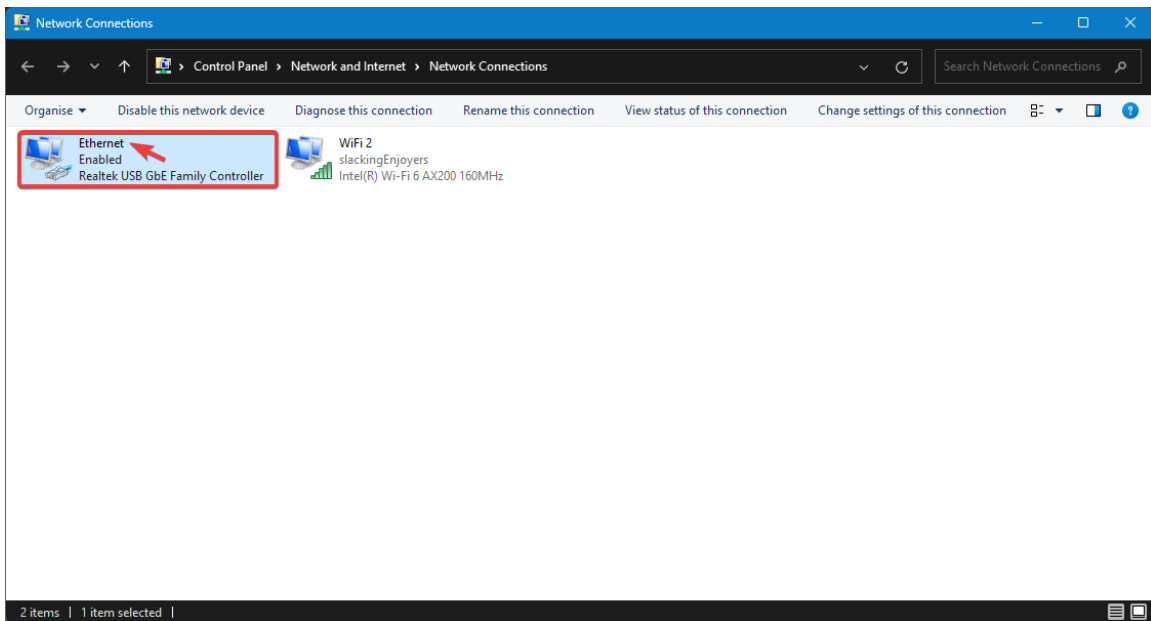 Network Connections
Control Panel > Network and Internet > Network Connections
Search Network Connections
Organise
Disable this network device
Diagnose this connection
Rename this connection
View status of this connection
Change settings of this connection
Ethernet
Enabled
Realtek USB GbE Family Controller
WiFi 2
slackingEnjoyers
Intel(R) Wi-Fi 6 AX200 160MHz
2 items | 1 item selected |